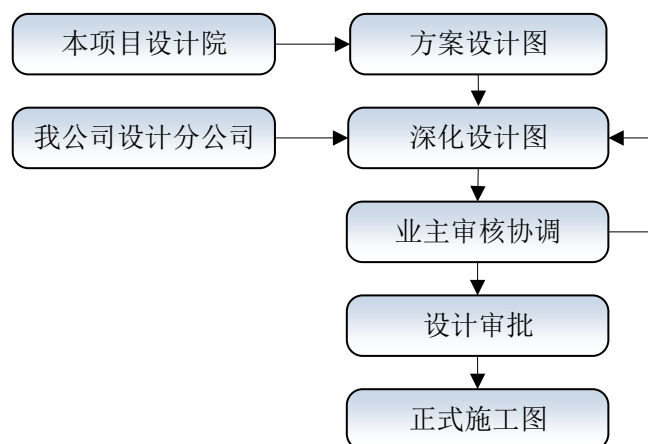 本项目设计院
方案设计图
我公司设计分公司
深化设计图
业主审核协调
设计审批
正式施工图